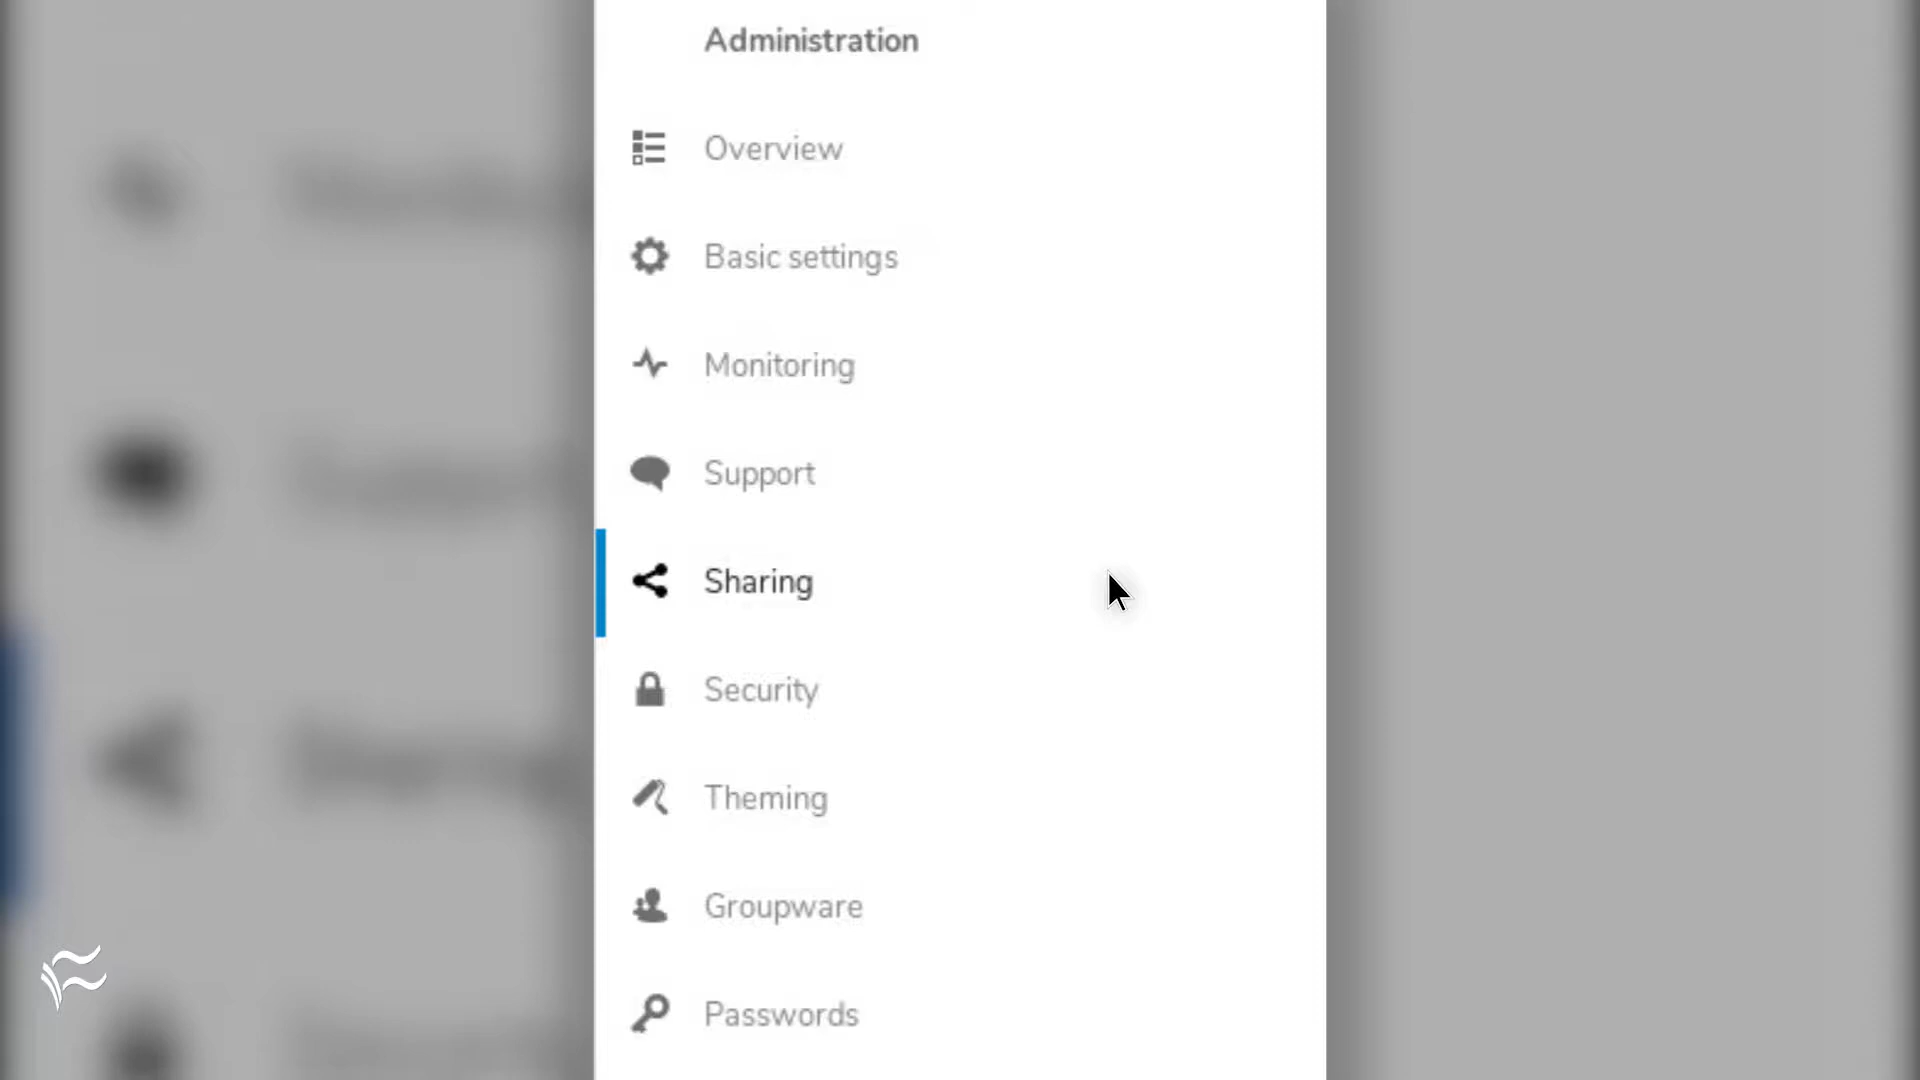 Administration
Overview
Basic settings
Monitoring
Support
Sharing
Security
Theming
Groupware
Passwords